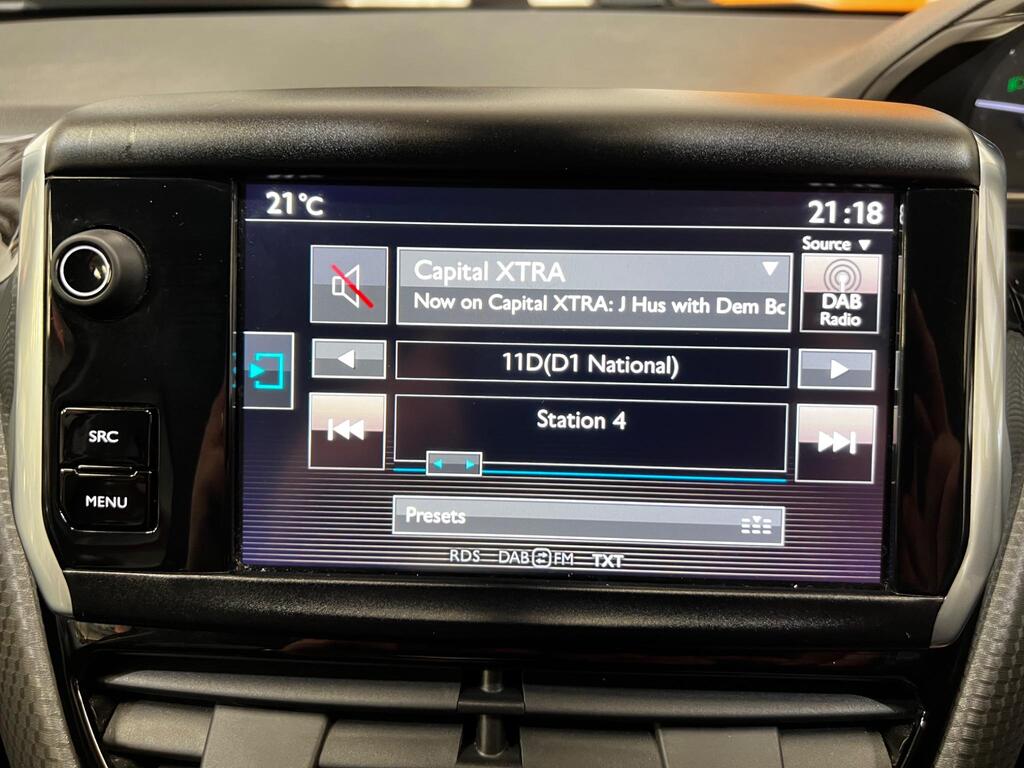 21°C
21:18
Source
Capital XTRA
Now on Capital XTRA: J Hus with Dem Bc
DAB
Radio
11D(D1 National)
SRC
Station 4
MENU
Presets
RDS DAB FM TXT